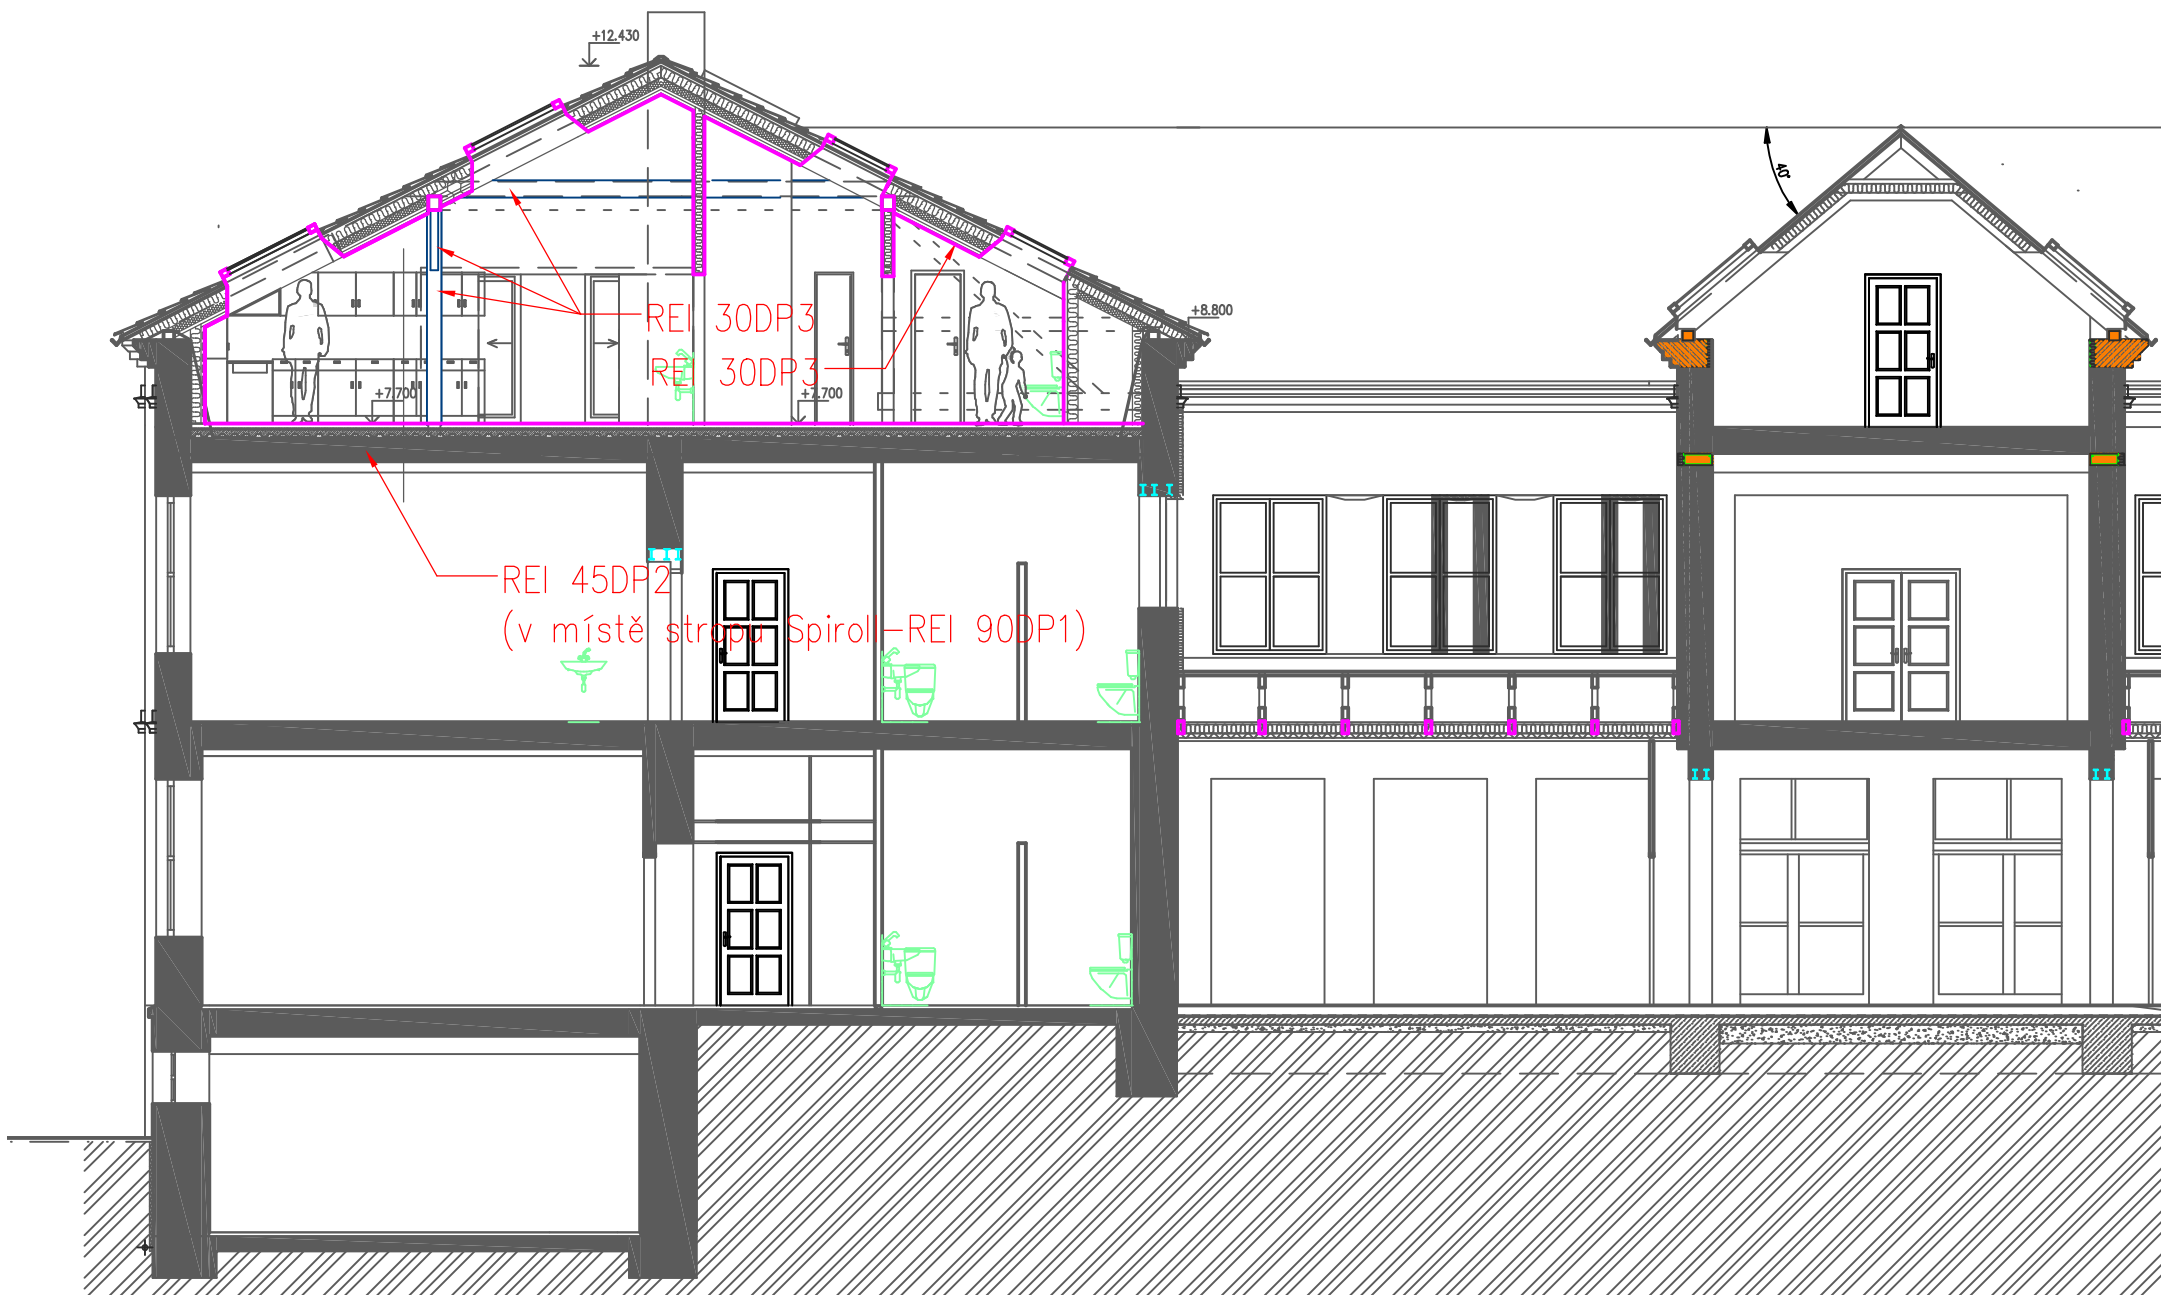 +12.430
40°
+8.800
REI 30DP3
REI 30DP3
+7.700
+7.700
REI 45DP2
(v místě stropu Spiroll-REI 90DP1)